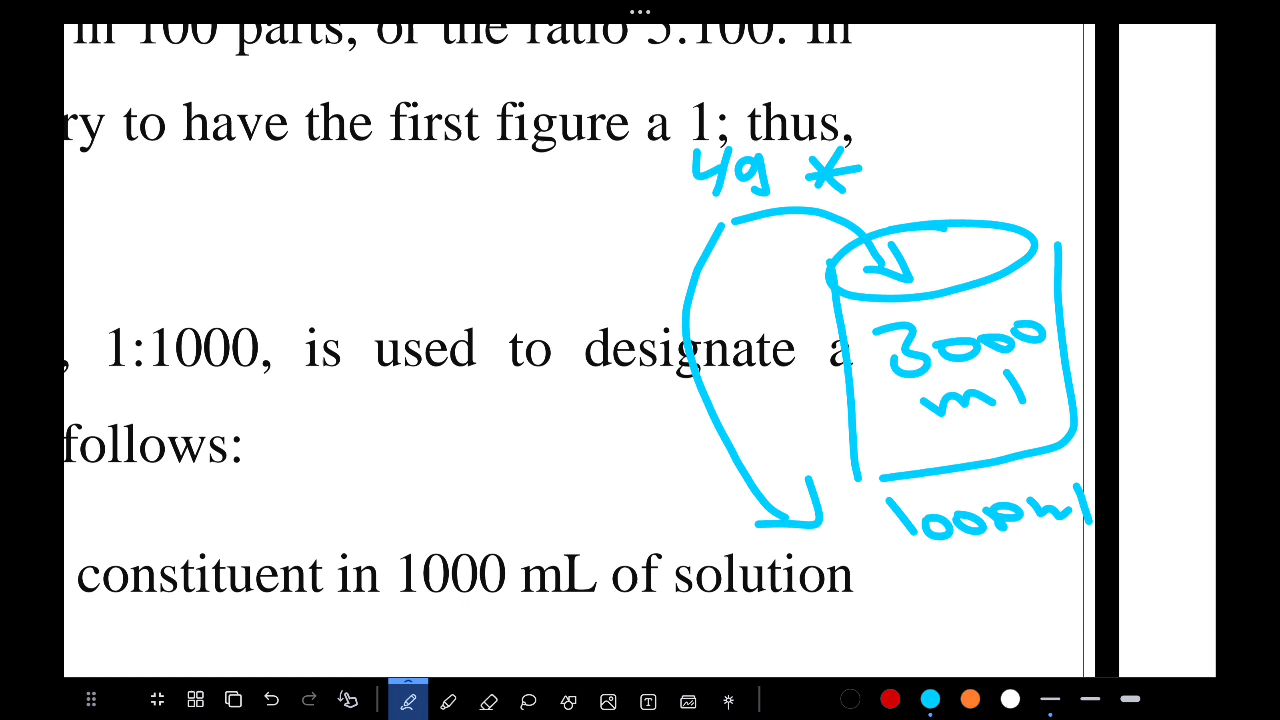 in 100 parts, or the ratio 5:100. In
ry to have the first figure a 1; thus,
4g *
3000
ml
, 1:1000, is used to designate a
follows:
constituent in 1000 mL of solution